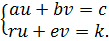 au + bv = c
ru + ev = k.